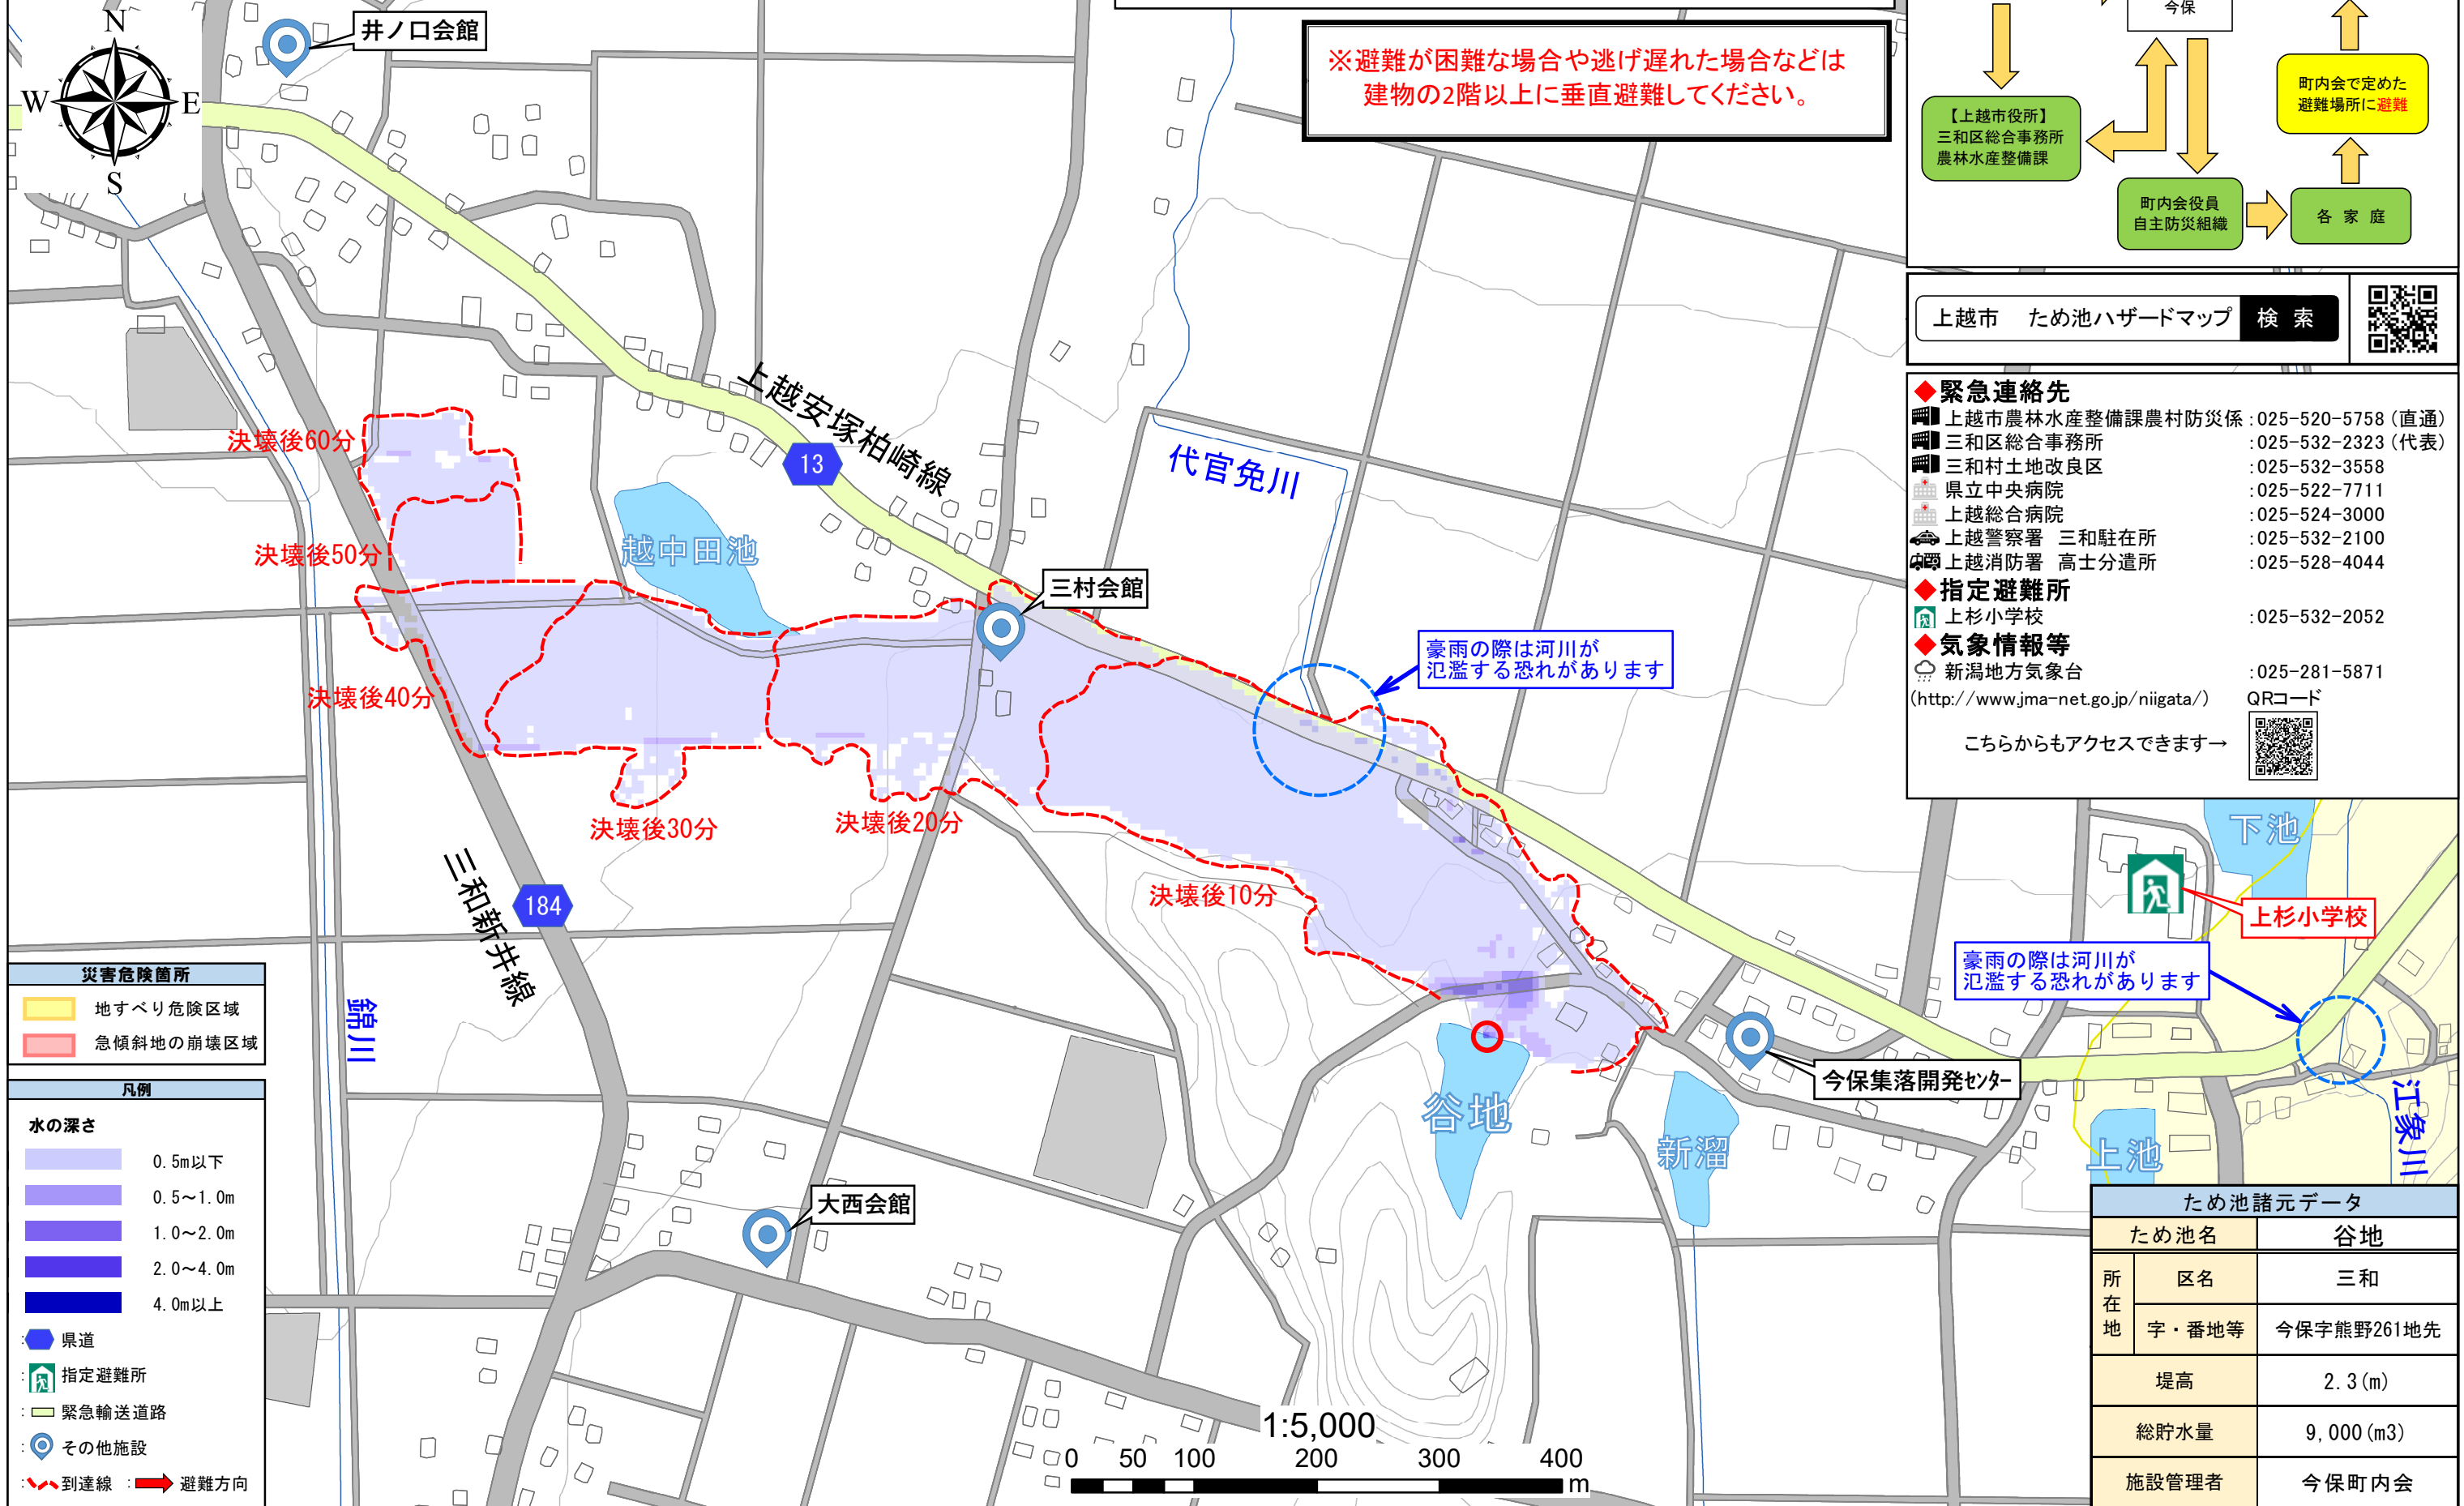 N
W
E
S
井ノ口会館
※避難が困難な場合や逃げ遅れた場合などは
建物の2階以上に垂直避難してください。
今保
町内会で定めた
避難場所に避難
【上越市役所】
三和区総合事務所
農林水産整備課
町内会役員
自主防災組織
各 家 庭
上越市 ため池ハザードマップ 検 索
◆緊急連絡先
上越市農林水産整備課農村防災係 :025-520-5758 (直通)
三和区総合事務所 :025-532-2323 (代表)
三和村土地改良区 :025-532-3558
県立中央病院 :025-522-7711
上越総合病院 :025-524-3000
上越警察署 三和駐在所 :025-532-2100
上越消防署 高士分遣所 :025-528-4044
◆指定避難所
上杉小学校 :025-532-2052
◆気象情報等
新潟地方気象台 :025-281-5871
(http://www.jma-net.go.jp/niigata/) QRコード
こちらからもアクセスできます→
上越安塚柏崎線
13
代官免川
決壊後60分
決壊後50分
越中田池
三村会館
豪雨の際は河川が
氾濫する恐れがあります
決壊後40分
決壊後30分
決壊後20分
決壊後10分
三和新井線
184
錦川
下池
上杉小学校
豪雨の際は河川が
氾濫する恐れがあります
今保集落開発センター
谷地
新溜
上池
江象川
大西会館
災害危険箇所
地すべり危険区域
急傾斜地の崩壊区域
凡例
水の深さ
0.5m以下
0.5～1.0m
1.0～2.0m
2.0～4.0m
4.0m以上
:県道
:指定避難所
:緊急輸送道路
:その他施設
:到達線 :避難方向
1:5,000
0 50 100 200 300 400
m
ため池諸元データ
ため池名 谷地
所在地 区名 三和
字・番地等 今保字熊野261地先
堤高 2.3(m)
総貯水量 9,000(m3)
施設管理者 今保町内会